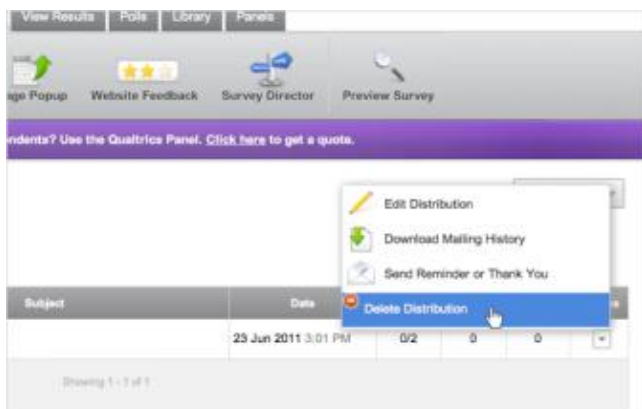 View Results Polls Library Panels
age Popup Website Feedback Survey Director Preview Survey
ondents? Use the Qualtrics Panel. Click here to get a quote.
Edit Distribution
Download Mailing History
Send Reminder or Thank You
Delete Distribution
Subject Date
23 Jun 2011 3:01 PM 0/2 0 0
Showing 1 - 1 of 1